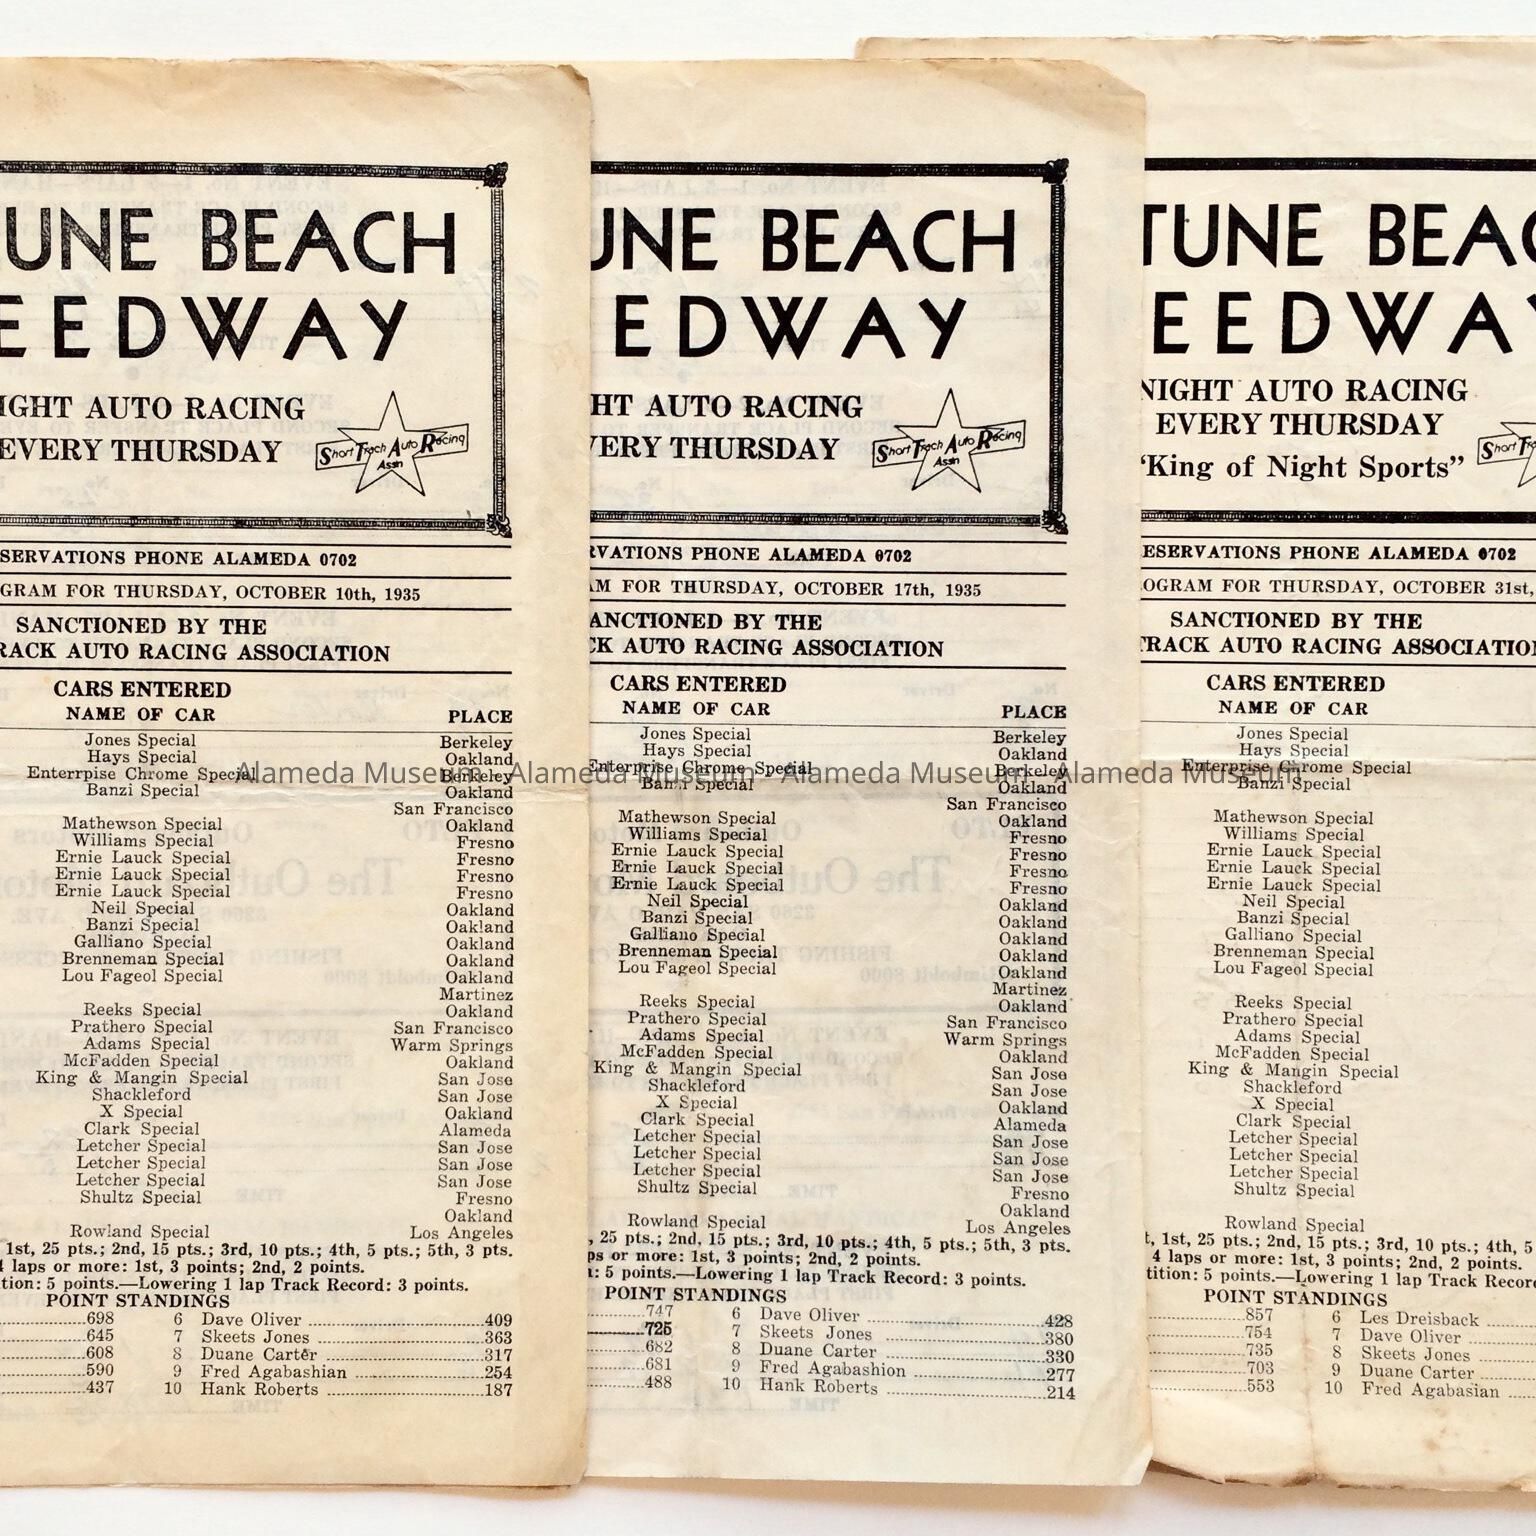 UNE BEACH
EEDWAY
IGHT AUTO RACING
EVERY THURSDAY
Short Track Auto Racing
Assn
SERVATIONS PHONE ALAMEDA 0702
GRAM FOR THURSDAY, OCTOBER 10th, 1935
SANCTIONED BY THE
RACK AUTO RACING ASSOCIATION
CARS ENTERED
NAME OF CAR PLACE
Jones Special Berkeley
Hays Special Oakland
Enterrpise Chrome Special Berkeley
Banzi Special Oakland
San Francisco
Mathewson Special Oakland
Williams Special Fresno
Ernie Lauck Special Fresno
Ernie Lauck Special Fresno
Ernie Lauck Special Fresno
Neil Special Oakland
Banzi Special Oakland
Galliano Special Oakland
Brenneman Special Oakland
Lou Fageol Special Oakland
Martinez
Reeks Special Oakland
Prathero Special San Francisco
Adams Special Warm Springs
McFadden Special Oakland
King & Mangin Special San Jose
Shackleford San Jose
X Special Oakland
Clark Special Alameda
Letcher Special San Jose
Letcher Special San Jose
Letcher Special San Jose
Shultz Special Fresno
Oakland
Rowland Special Los Angeles
1st, 25 pts.; 2nd, 15 pts.; 3rd, 10 pts.; 4th, 5 pts.; 5th, 3 pts.
4 laps or more: 1st, 3 points; 2nd, 2 points.
tion: 5 points.—Lowering 1 lap Track Record: 3 points.
POINT STANDINGS
698 6 Dave Oliver 409
645 7 Skeets Jones 363
608 8 Duane Carter 317
590 9 Fred Agabashian 254
437 10 Hank Roberts 187
UNE BEACH
EDWAY
HT AUTO RACING
VERY THURSDAY
Short Track Auto Racing
Assn
RVATIONS PHONE ALAMEDA 0702
AM FOR THURSDAY, OCTOBER 17th, 1935
ANCTIONED BY THE
CK AUTO RACING ASSOCIATION
CARS ENTERED
NAME OF CAR PLACE
Jones Special Berkeley
Hays Special Oakland
Enterprise Chrome Special Berkeley
Banzi Special Oakland
San Francisco
Mathewson Special Oakland
Williams Special Fresno
Ernie Lauck Special Fresno
Ernie Lauck Special Fresno
Ernie Lauck Special Fresno
Neil Special Oakland
Banzi Special Oakland
Galliano Special Oakland
Brenneman Special Oakland
Lou Fageol Special Oakland
Martinez
Reeks Special Oakland
Prathero Special San Francisco
Adams Special Warm Springs
McFadden Special Oakland
King & Mangin Special San Jose
Shackleford San Jose
X Special Oakland
Clark Special Alameda
Letcher Special San Jose
Letcher Special San Jose
Letcher Special San Jose
Shultz Special Fresno
Oakland
Rowland Special Los Angeles
, 25 pts.; 2nd, 15 pts.; 3rd, 10 pts.; 4th, 5 pts.; 5th, 3 pts.
ps or more: 1st, 3 points; 2nd, 2 points.
: 5 points.—Lowering 1 lap Track Record: 3 points.
POINT STANDINGS
747 6 Dave Oliver 428
725 7 Skeets Jones 380
682 8 Duane Carter 330
681 9 Fred Agabashion 277
488 10 Hank Roberts 214
TUNE BEAC
EEDWAY
NIGHT AUTO RACING
EVERY THURSDAY
"King of Night Sports"
Short Tra
ESERVATIONS PHONE ALAMEDA 0702
OGRAM FOR THURSDAY, OCTOBER 31st,
SANCTIONED BY THE
TRACK AUTO RACING ASSOCIATION
CARS ENTERED
NAME OF CAR
Jones Special
Hays Special
Enterprise Chrome Special
Banzi Special
Mathewson Special
Williams Special
Ernie Lauck Special
Ernie Lauck Special
Ernie Lauck Special
Neil Special
Banzi Special
Galliano Special
Brenneman Special
Lou Fageol Special
Reeks Special
Prathero Special
Adams Special
McFadden Special
King & Mangin Special
Shackleford
X Special
Clark Special
Letcher Special
Letcher Special
Letcher Special
Shultz Special
Rowland Special
t, 1st, 25 pts.; 2nd, 15 pts.; 3rd, 10 pts.; 4th, 5
4 laps or more: 1st, 3 points; 2nd, 2 points.
tition: 5 points.—Lowering 1 lap Track Recor
POINT STANDINGS
857 6 Les Dreisback
754 7 Dave Oliver
735 8 Skeets Jones
703 9 Duane Carter
553 10 Fred Agabasian
Alameda Museum - Alameda Museum - Alameda Museum - Alameda Museum